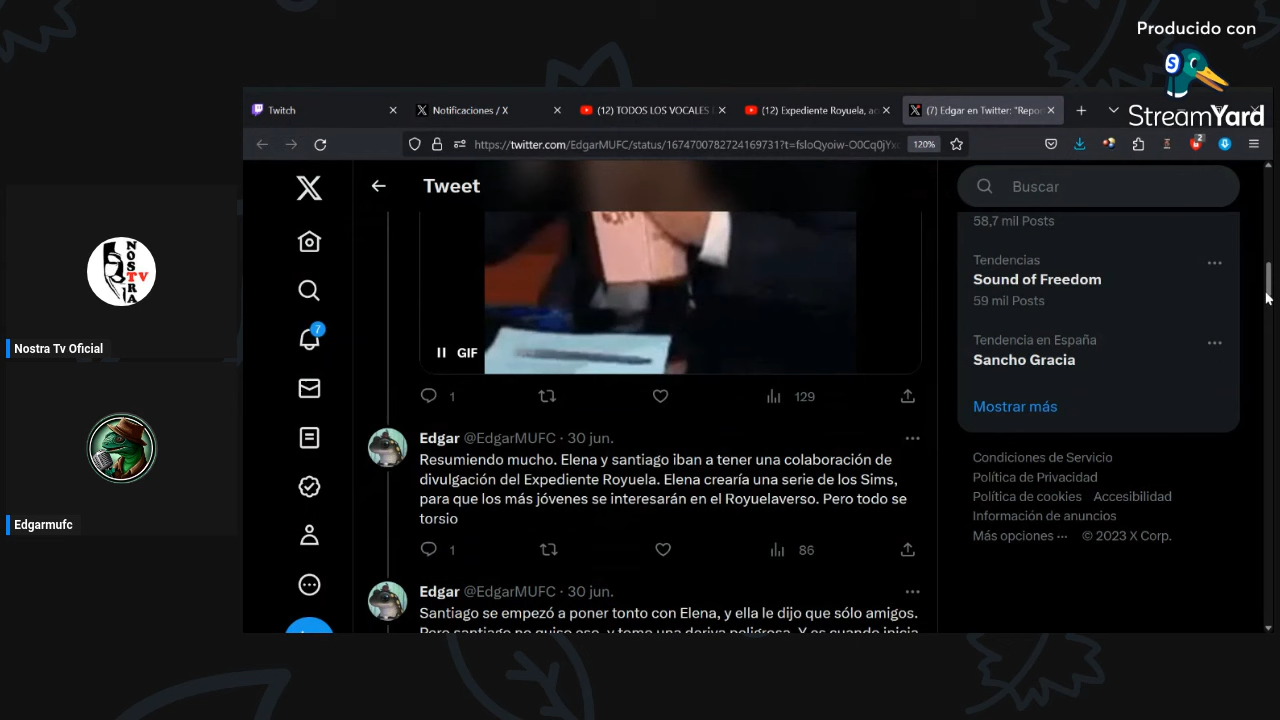 Producido con
StreamYard
Twitch
Notificaciones / X
(12) TODOS LOS VOCALES
(12) Expediente Royuela, a
(7) Edgar en Twitter: "Repo
https://twitter.com/EdgarMUFC/status/1674700782724169731?t=
120%
Tweet
Buscar
58,7 mil Posts
Tendencias
Sound of Freedom
59 mil Posts
Tendencia en España
Sancho Gracia
Mostrar más
Condiciones de Servicio
Política de Privacidad
Política de cookies Accesibilidad
Información de anuncios
Más opciones ··· © 2023 X Corp.
NOSTRA TV
Nostra Tv Oficial
Edgarmufc
7
GIF
1 129
Edgar @EdgarMUFC · 30 jun.
Resumiendo mucho. Elena y santiago iban a tener una colaboración de
divulgación del Expediente Royuela. Elena crearía una serie de los Sims,
para que los más jóvenes se interesarán en el Royuelaverso. Pero todo se
torsio
1 86
Edgar @EdgarMUFC · 30 jun.
Santiago se empezó a poner tonto con Elena, y ella le dijo que sólo amigos.
Pero santiago no quiso eso, y tomo una deriva peligrosa. Y es cuando inicia